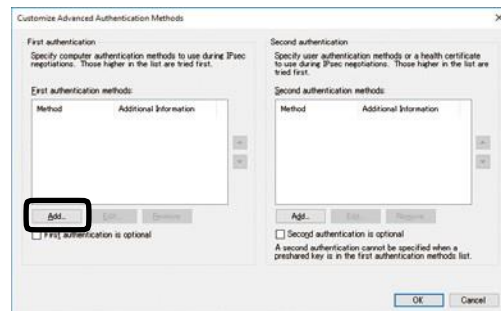 Customize Advanced Authentication Methods
First authentication
Specify computer authentication methods to use during IPsec
negotiations. Those higher in the list are tried first.
First authentication methods:
Method Additional Information
Add... Edit... Remove
First authentication is optional
Second authentication
Specify user authentication methods or a health certificate
to use during IPsec negotiations. Those higher in the list are
tried first.
Second authentication methods:
Method Additional Information
Add... Edit... Remove
Second authentication is optional
A second authentication cannot be specified when a
preshared key is in the first authentication methods list.
OK Cancel